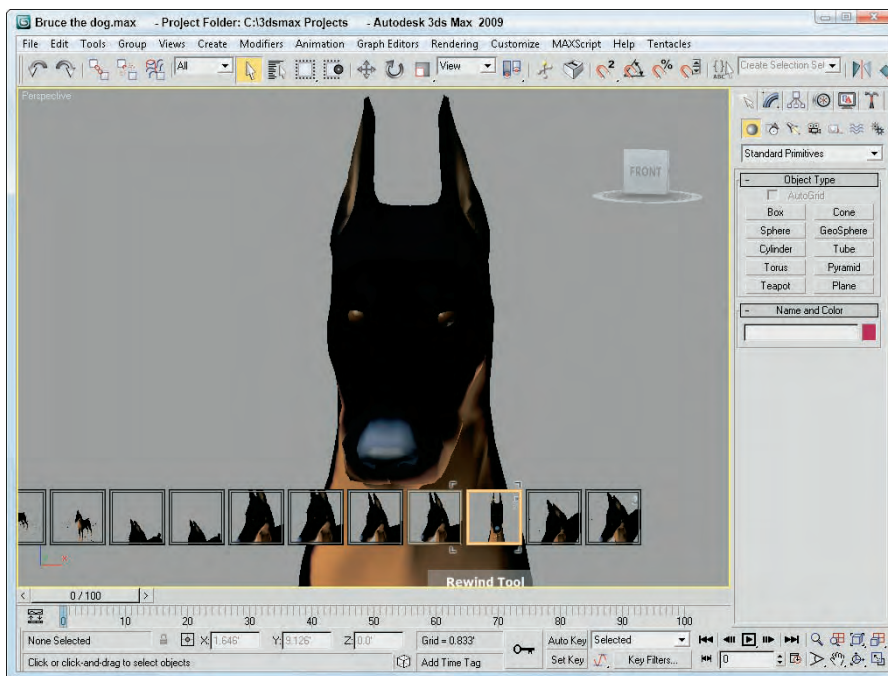 Bruce the dog.max - Project Folder: C:\3dsmax Projects - Autodesk 3ds Max 2009
File Edit Tools Group Views Create Modifiers Animation Graph Editors Rendering Customize MAXScript Help Tentacles
All View Create Selection Set
Perspective
FRONT
Standard Primitives
- Object Type
AutoGrid
Box Cone
Sphere GeoSphere
Cylinder Tube
Torus Pyramid
Teapot Plane
- Name and Color
Rewind Tool
< 0 / 100 >
0 10 20 30 40 50 60 70 80 90 100
None Selected X: 1.646' Y: 9.126' Z: 0.0' Grid = 0.833' Auto Key Selected
Click or click-and-drag to select objects Add Time Tag Set Key Key Filters... 0